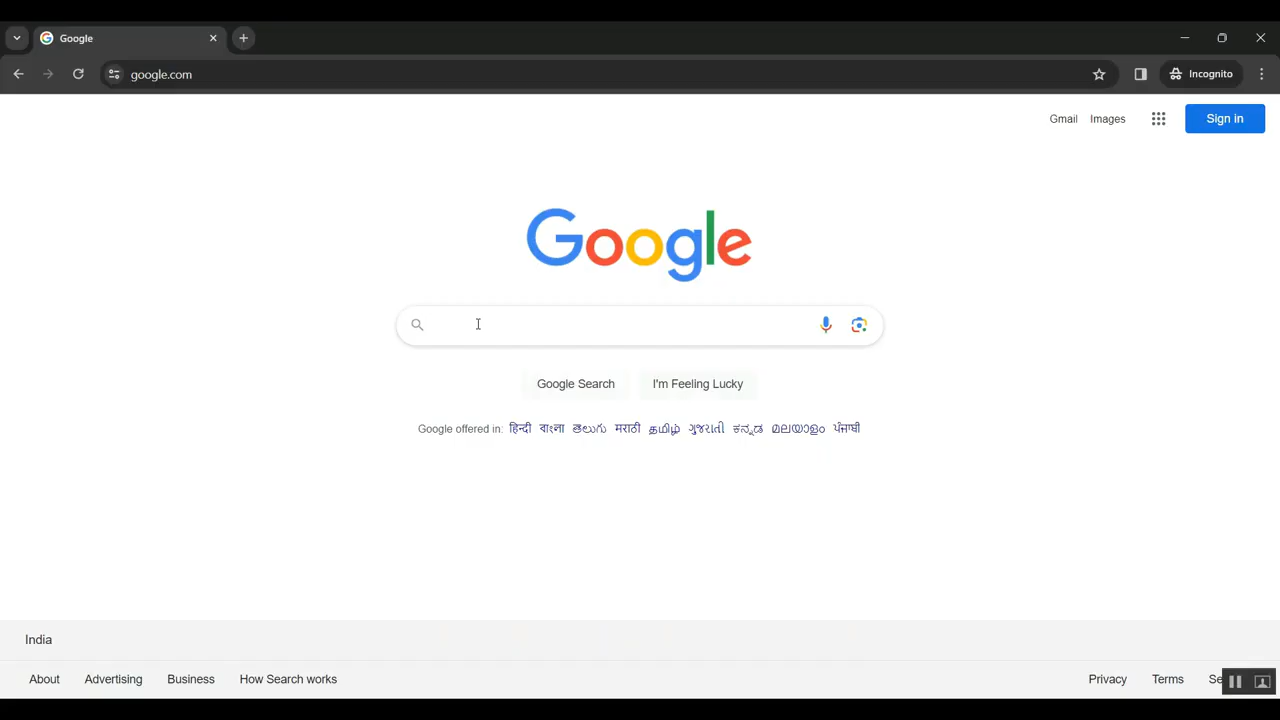 Google
google.com
Incognito
Gmail Images Sign in
Google
Google Search I'm Feeling Lucky
Google offered in: हिन्दी বাংলা తెలుగు मराठी தமிழ் ગુજરાતી ಕನ್ನಡ മലയാളം ਪੰਜਾਬੀ
India
About Advertising Business How Search works Privacy Terms Se